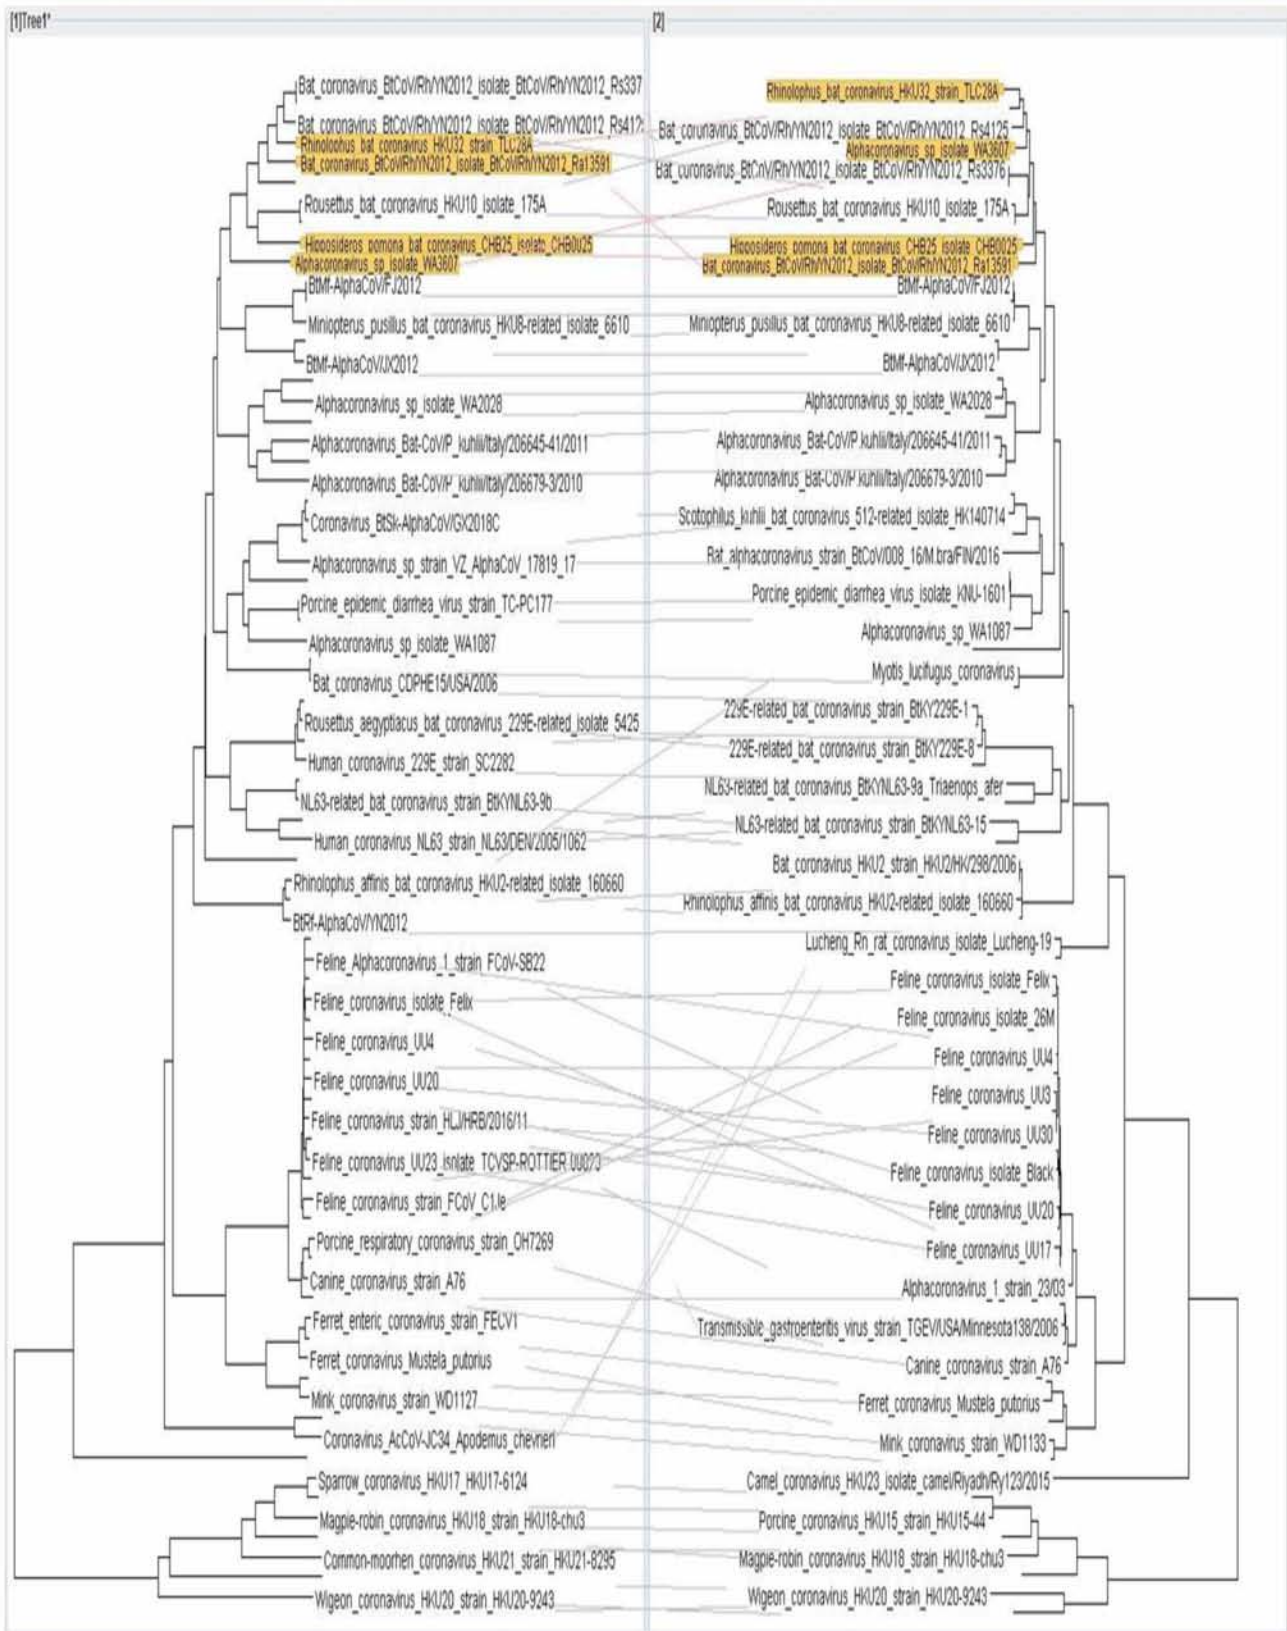 [1]Tree1*
Bat_coronavirus_BtCoV/Rh/YN2012_isolate_BtCoV/Rh/YN2012_Rs337
Bat_coronavirus_BtCoV/Rh/YN2012_isolate_BtCoV/Rh/YN2012_Rs412
Rhinolophus_bat_coronavirus_HKU32_strain_TLC28A
Bat_coronavirus_BtCoV/Rh/YN2012_isolate_BtCoV/Rh/YN2012_Ra13591
Rousettus_bat_coronavirus_HKU10_isolate_175A
Hipposideros_pomona_bat_coronavirus_CHB25_isolate_CHB0025
Alphacoronavirus_sp_isolate_WA3607
BtMf-AlphaCoV/FJ2012
Miniopterus_pusillus_bat_coronavirus_HKU8-related_isolate_6610
BtMf-AlphaCoV/JX2012
Alphacoronavirus_sp_isolate_WA2028
Alphacoronavirus_Bat-CoV/P_kuhlii/Italy/206645-41/2011
Alphacoronavirus_Bat-CoV/P_kuhlii/Italy/206679-3/2010
Coronavirus_BtSk-AlphaCoV/GX2018C
Alphacoronavirus_sp_strain_VZ_AlphaCoV_17819_17
Porcine_epidemic_diarrhea_virus_strain_TC-PC177
Alphacoronavirus_sp_isolate_WA1087
Bat_coronavirus_CDPHE15/USA/2006
Rousettus_aegyptiacus_bat_coronavirus_229E-related_isolate_5425
Human_coronavirus_229E_strain_SC2282
NL63-related_bat_coronavirus_strain_BtKYNL63-9b
Human_coronavirus_NL63_strain_NL63/DEN/2005/1062
Rhinolophus_affinis_bat_coronavirus_HKU2-related_isolate_160660
BtRf-AlphaCoV/YN2012
Feline_Alphacoronavirus_1_strain_FCoV-SB22
Feline_coronavirus_isolate_Felix
Feline_coronavirus_UU4
Feline_coronavirus_UU20
Feline_coronavirus_strain_HLJ/HRB/2016/11
Feline_coronavirus_UU23_isolate_TCVSP-ROTTIER_UU023
Feline_coronavirus_strain_FCoV_C1Je
Porcine_respiratory_coronavirus_strain_OH7269
Canine_coronavirus_strain_A76
Ferret_enteric_coronavirus_strain_FECV1
Ferret_coronavirus_Mustela_putorius
Mink_coronavirus_strain_WD1127
Coronavirus_AcCoV-JC34_Apodemus_chevrieri
Sparrow_coronavirus_HKU17_HKU17-6124
Magpie-robin_coronavirus_HKU18_strain_HKU18-chu3
Common-moorhen_coronavirus_HKU21_strain_HKU21-8295
Wigeon_coronavirus_HKU20_strain_HKU20-9243
[2]
Rhinolophus_bat_coronavirus_HKU32_strain_TLC28A
Bat_coronavirus_BtCoV/Rh/YN2012_isolate_BtCoV/Rh/YN2012_Rs4125
Alphacoronavirus_sp_isolate_WA3607
Bat_coronavirus_BtCoV/Rh/YN2012_isolate_BtCoV/Rh/YN2012_Rs3376
Rousettus_bat_coronavirus_HKU10_isolate_175A
Hipposideros_pomona_bat_coronavirus_CHB25_isolate_CHB0025
Bat_coronavirus_BtCoV/Rh/YN2012_isolate_BtCoV/Rh/YN2012_Ra13591
BtMf-AlphaCoV/FJ2012
Miniopterus_pusillus_bat_coronavirus_HKU8-related_isolate_6610
BtMf-AlphaCoV/JX2012
Alphacoronavirus_sp_isolate_WA2028
Alphacoronavirus_Bat-CoV/P_kuhlii/Italy/206645-41/2011
Alphacoronavirus_Bat-CoV/P.kuhlii/Italy/206679-3/2010
Scotophilus_kuhlii_bat_coronavirus_512-related_isolate_HK140714
Bat_alphacoronavirus_strain_BtCoV/008_16/M.bra/FIN/2016
Porcine_epidemic_diarrhea_virus_isolate_KNU-1601
Alphacoronavirus_sp_WA1087
Myotis_lucifugus_coronavirus
229E-related_bat_coronavirus_strain_BtKY229E-1
229E-related_bat_coronavirus_strain_BtKY229E-8
NL63-related_bat_coronavirus_BtKYNL63-9a_Triaenops_afer
NL63-related_bat_coronavirus_strain_BtKYNL63-15
Bat_coronavirus_HKU2_strain_HKU2/HK/298/2006
Rhinolophus_affinis_bat_coronavirus_HKU2-related_isolate_160660
Lucheng_Rn_rat_coronavirus_isolate_Lucheng-19
Feline_coronavirus_isolate_Felix
Feline_coronavirus_isolate_26M
Feline_coronavirus_UU4
Feline_coronavirus_UU3
Feline_coronavirus_UU30
Feline_coronavirus_isolate_Black
Feline_coronavirus_UU20
Feline_coronavirus_UU17
Alphacoronavirus_1_strain_23/03
Transmissible_gastroenteritis_virus_strain_TGEV/USA/Minnesota138/2006
Canine_coronavirus_strain_A76
Ferret_coronavirus_Mustela_putorius
Mink_coronavirus_strain_WD1133
Camel_coronavirus_HKU23_isolate_camel/Riyadh/Ry123/2015
Porcine_coronavirus_HKU15_strain_HKU15-44
Magpie-robin_coronavirus_HKU18_strain_HKU18-chu3
Wigeon_coronavirus_HKU20_strain_HKU20-9243